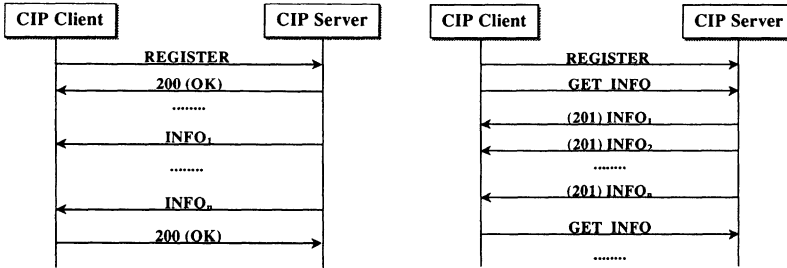 CIP Client
CIP Server
REGISTER
200 (OK)
........
INFO₁
........
INFOₙ
200 (OK)
CIP Client
CIP Server
REGISTER
GET INFO
(201) INFO₁
(201) INFO₂
........
(201) INFOₙ
GET INFO
........